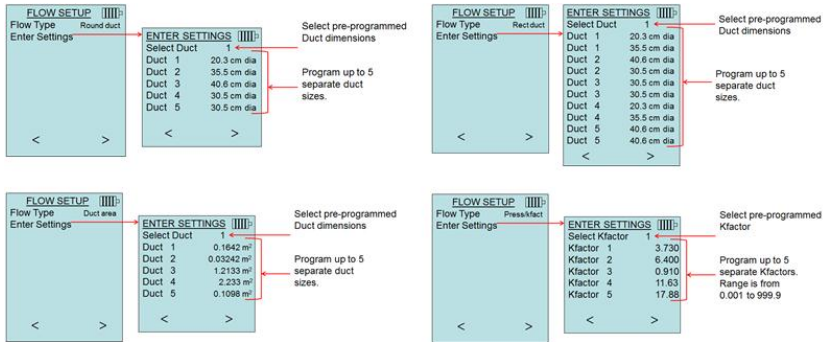 FLOW SETUP
Flow Type Round duct
Enter Settings
ENTER SETTINGS
Select Duct 1
Duct 1 20.3 cm dia
Duct 2 35.5 cm dia
Duct 3 40.6 cm dia
Duct 4 30.5 cm dia
Duct 5 30.5 cm dia
< >
< >
Select pre-programmed
Duct dimensions
Program up to 5
separate duct
sizes.
FLOW SETUP
Flow Type Rect duct
Enter Settings
ENTER SETTINGS
Select Duct 1
Duct 1 20.3 cm dia
Duct 1 35.5 cm dia
Duct 2 40.6 cm dia
Duct 2 30.5 cm dia
Duct 3 30.5 cm dia
Duct 3 30.5 cm dia
Duct 4 20.3 cm dia
Duct 4 35.5 cm dia
Duct 5 40.6 cm dia
Duct 5 40.6 cm dia
< >
< >
Select pre-programmed
Duct dimensions
Program up to 5
separate duct
sizes.
FLOW SETUP
Flow Type Duct area
Enter Settings
ENTER SETTINGS
Select Duct 1
Duct 1 0.1642 m²
Duct 2 0.03242 m²
Duct 3 1.2133 m²
Duct 4 2.233 m²
Duct 5 0.1098 m²
< >
< >
Select pre-programmed
Duct dimensions
Program up to 5
separate duct
sizes.
FLOW SETUP
Flow Type Press/kfact
Enter Settings
ENTER SETTINGS
Select Kfactor 1
Kfactor 1 3.730
Kfactor 2 6.400
Kfactor 3 0.910
Kfactor 4 11.63
Kfactor 5 17.88
< >
< >
Select pre-programmed
Kfactor
Program up to 5
separate Kfactors.
Range is from
0.001 to 999.9